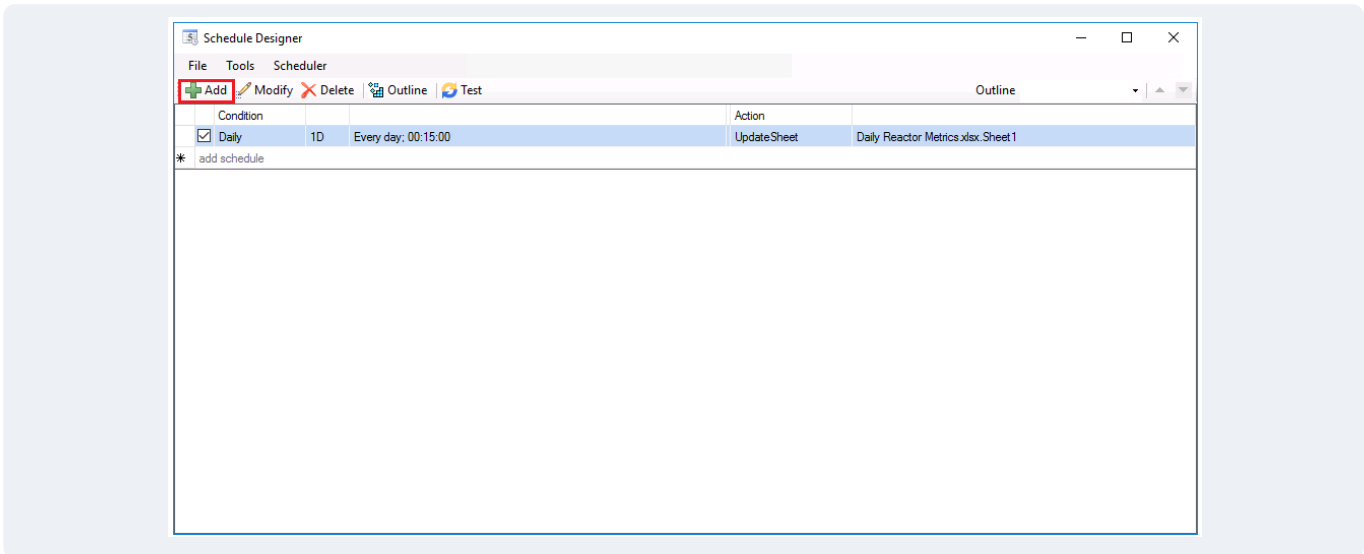 Schedule Designer
File Tools Scheduler
Add Modify Delete Outline Test Outline
Condition Action
Daily 1D Every day; 00:15:00 UpdateSheet Daily Reactor Metrics.xlsx.Sheet1
* add schedule